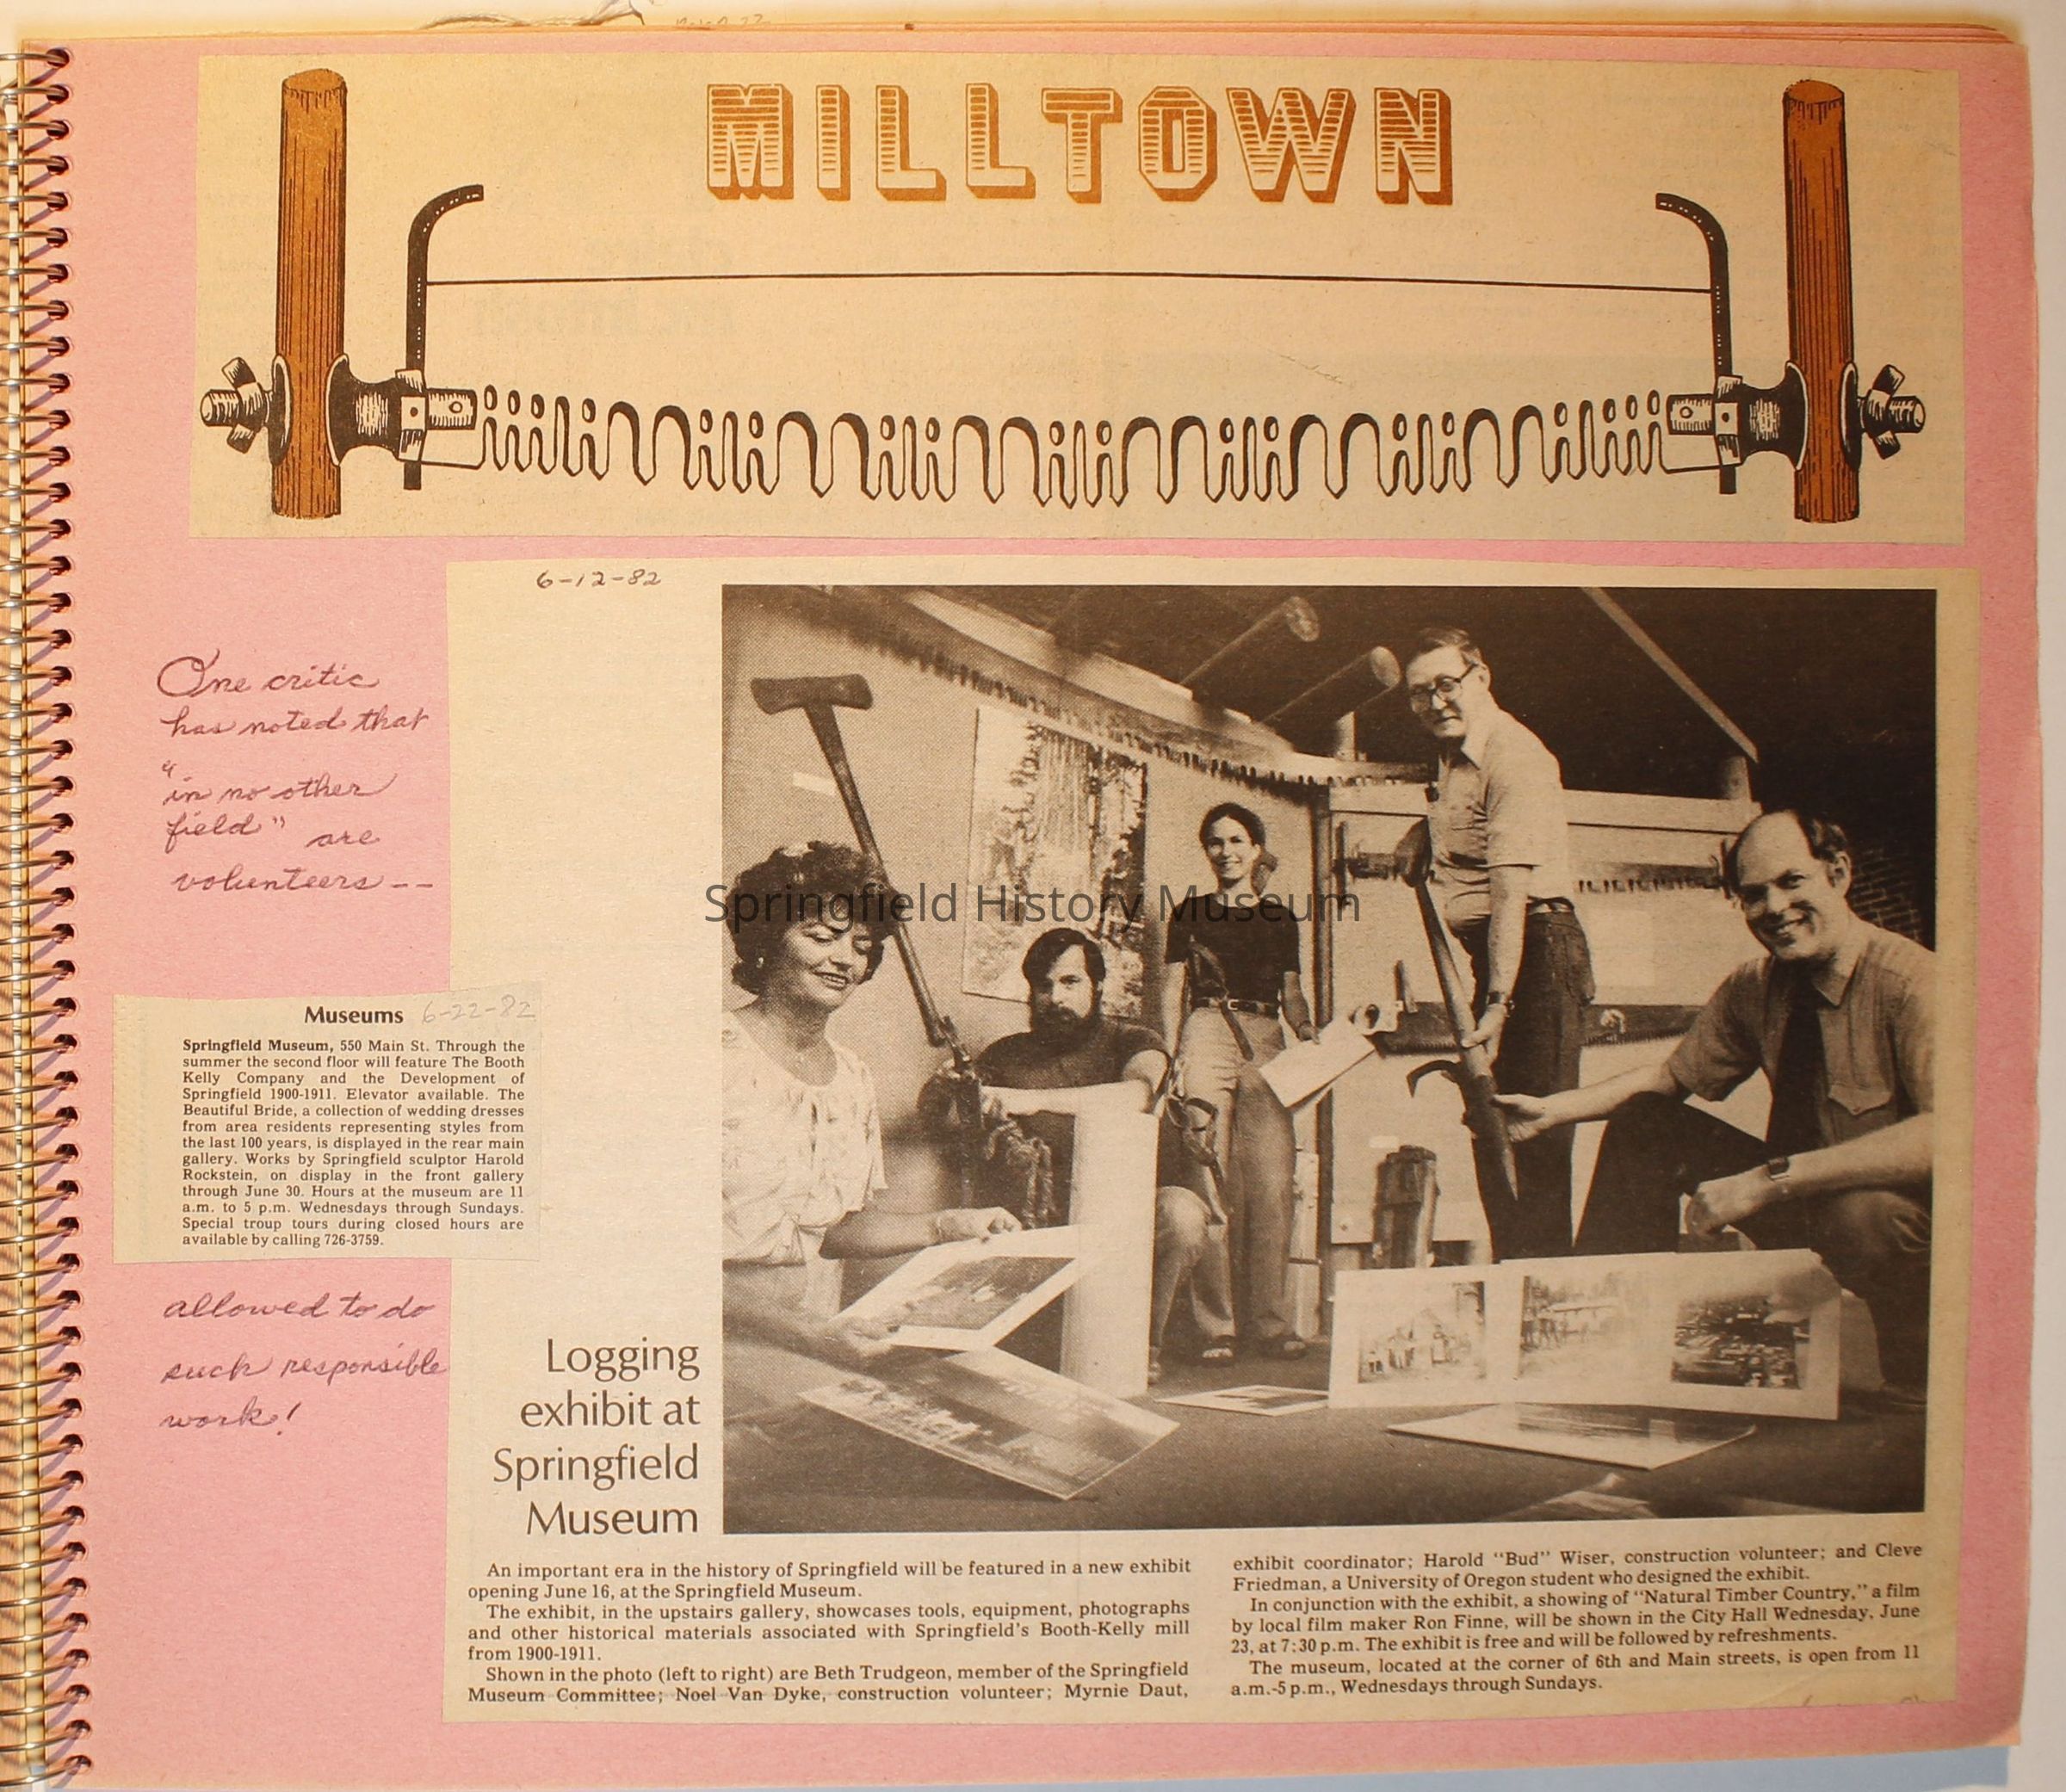 MILLTOWN
6-12-82
One critic
has noted that
"in no other
field" are
volunteers --
Springfield History Museum
Museums 6-22-82
Springfield Museum, 550 Main St. Through the
summer the second floor will feature The Booth
Kelly Company and the Development of
Springfield 1900-1911. Elevator available. The
Beautiful Bride, a collection of wedding dresses
from area residents representing styles from
the last 100 years, is displayed in the rear main
gallery. Works by Springfield sculptor Harold
Rockstein, on display in the front gallery
through June 30. Hours at the museum are 11
a.m. to 5 p.m. Wednesdays through Sundays.
Special troup tours during closed hours are
available by calling 726-3759.
allowed to do
such responsible
work!
Logging
exhibit at
Springfield
Museum
An important era in the history of Springfield will be featured in a new exhibit
opening June 16, at the Springfield Museum.
The exhibit, in the upstairs gallery, showcases tools, equipment, photographs
and other historical materials associated with Springfield's Booth-Kelly mill
from 1900-1911.
Shown in the photo (left to right) are Beth Trudgeon, member of the Springfield
Museum Committee; Noel Van Dyke, construction volunteer; Myrnie Daut,
exhibit coordinator; Harold "Bud" Wiser, construction volunteer; and Cleve
Friedman, a University of Oregon student who designed the exhibit.
In conjunction with the exhibit, a showing of "Natural Timber Country," a film
by local film maker Ron Finne, will be shown in the City Hall Wednesday, June
23, at 7:30 p.m. The exhibit is free and will be followed by refreshments.
The museum, located at the corner of 6th and Main streets, is open from 11
a.m.-5 p.m., Wednesdays through Sundays.